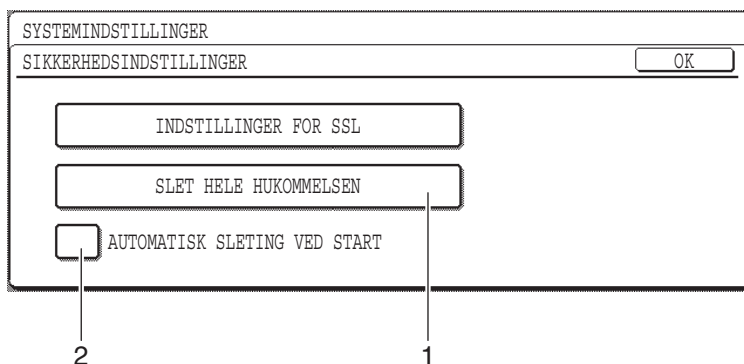 SYSTEMINDSTILLINGER
SIKKERHEDSINDSTILLINGER OK
INDSTILLINGER FOR SSL
SLET HELE HUKOMMELSEN
AUTOMATISK SLETING VED START
2 1